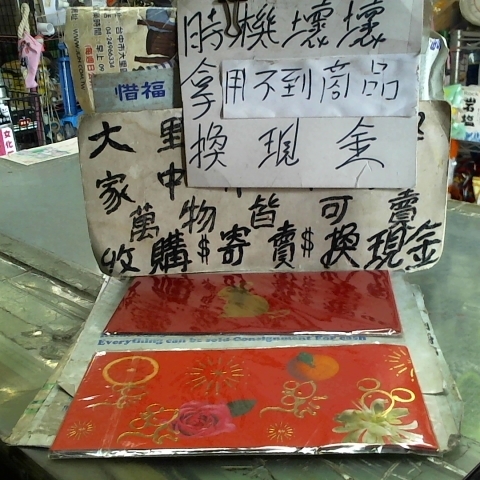 時機壞壞
拿用不到商品
換現金
惜福
大里
家中
萬物皆可賣
收購$寄賣$換現金
Everything can be sold Consignment For cash
岩塩